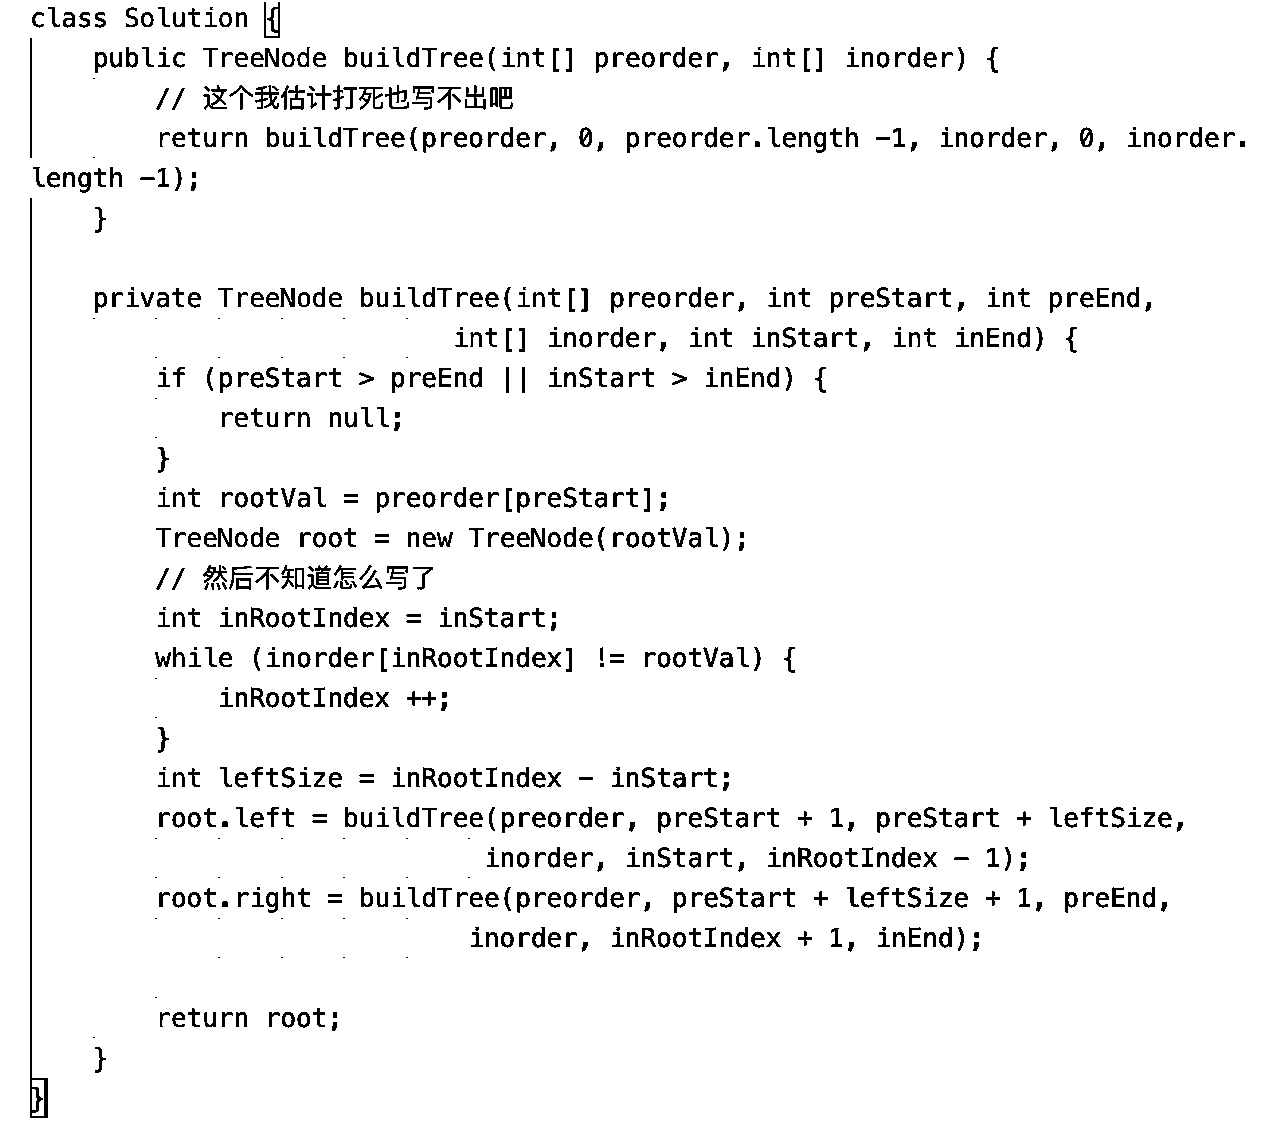 class Solution {
    public TreeNode buildTree(int[] preorder, int[] inorder) {
        // 这个我估计打死也写不出吧
        return buildTree(preorder, 0, preorder.length -1, inorder, 0, inorder.
length -1);
    }

    private TreeNode buildTree(int[] preorder, int preStart, int preEnd,
                           int[] inorder, int inStart, int inEnd) {
        if (preStart > preEnd || inStart > inEnd) {
            return null;
        }
        int rootVal = preorder[preStart];
        TreeNode root = new TreeNode(rootVal);
        // 然后不知道怎么写了
        int inRootIndex = inStart;
        while (inorder[inRootIndex] != rootVal) {
            inRootIndex ++;
        }
        int leftSize = inRootIndex - inStart;
        root.left = buildTree(preorder, preStart + 1, preStart + leftSize,
                             inorder, inStart, inRootIndex - 1);
        root.right = buildTree(preorder, preStart + leftSize + 1, preEnd,
                            inorder, inRootIndex + 1, inEnd);

        return root;
    }
}